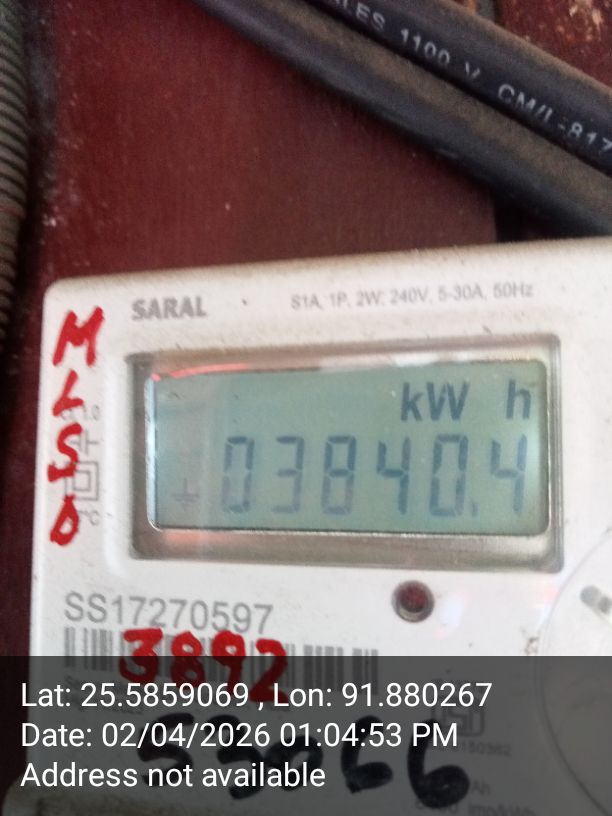 CABLES 1100 V CM/L-817
SARAL
S1A, 1P, 2W, 240V, 5-30A, 50Hz
MLSD
kW h
03840.4
SS17270597
3892
Lat: 25.5859069 , Lon: 91.880267
Date: 02/04/2026 01:04:53 PM
Address not available